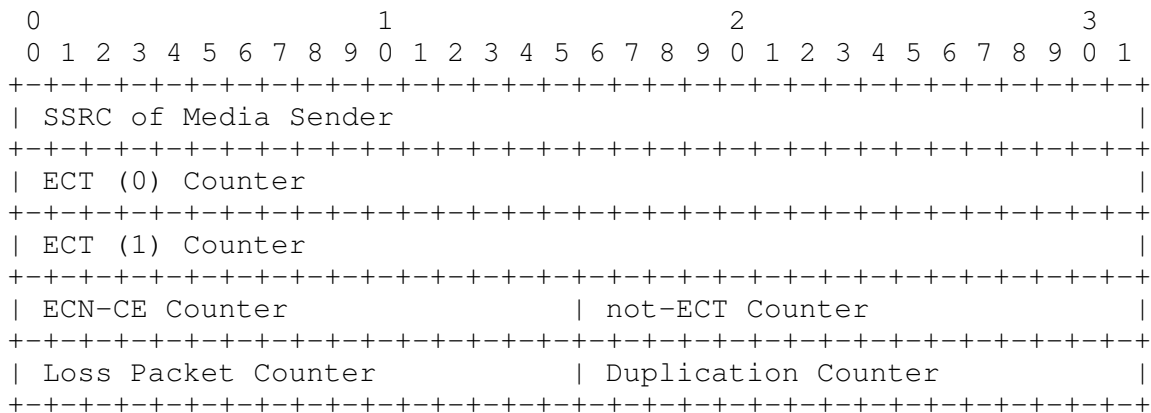 0                   1                   2                   3
 0 1 2 3 4 5 6 7 8 9 0 1 2 3 4 5 6 7 8 9 0 1 2 3 4 5 6 7 8 9 0 1
+-+-+-+-+-+-+-+-+-+-+-+-+-+-+-+-+-+-+-+-+-+-+-+-+-+-+-+-+-+-+-+-+
| SSRC of Media Sender                                          |
+-+-+-+-+-+-+-+-+-+-+-+-+-+-+-+-+-+-+-+-+-+-+-+-+-+-+-+-+-+-+-+-+
| ECT (0) Counter                                               |
+-+-+-+-+-+-+-+-+-+-+-+-+-+-+-+-+-+-+-+-+-+-+-+-+-+-+-+-+-+-+-+-+
| ECT (1) Counter                                               |
+-+-+-+-+-+-+-+-+-+-+-+-+-+-+-+-+-+-+-+-+-+-+-+-+-+-+-+-+-+-+-+-+
| ECN-CE Counter                | not-ECT Counter               |
+-+-+-+-+-+-+-+-+-+-+-+-+-+-+-+-+-+-+-+-+-+-+-+-+-+-+-+-+-+-+-+-+
| Loss Packet Counter           | Duplication Counter           |
+-+-+-+-+-+-+-+-+-+-+-+-+-+-+-+-+-+-+-+-+-+-+-+-+-+-+-+-+-+-+-+-+